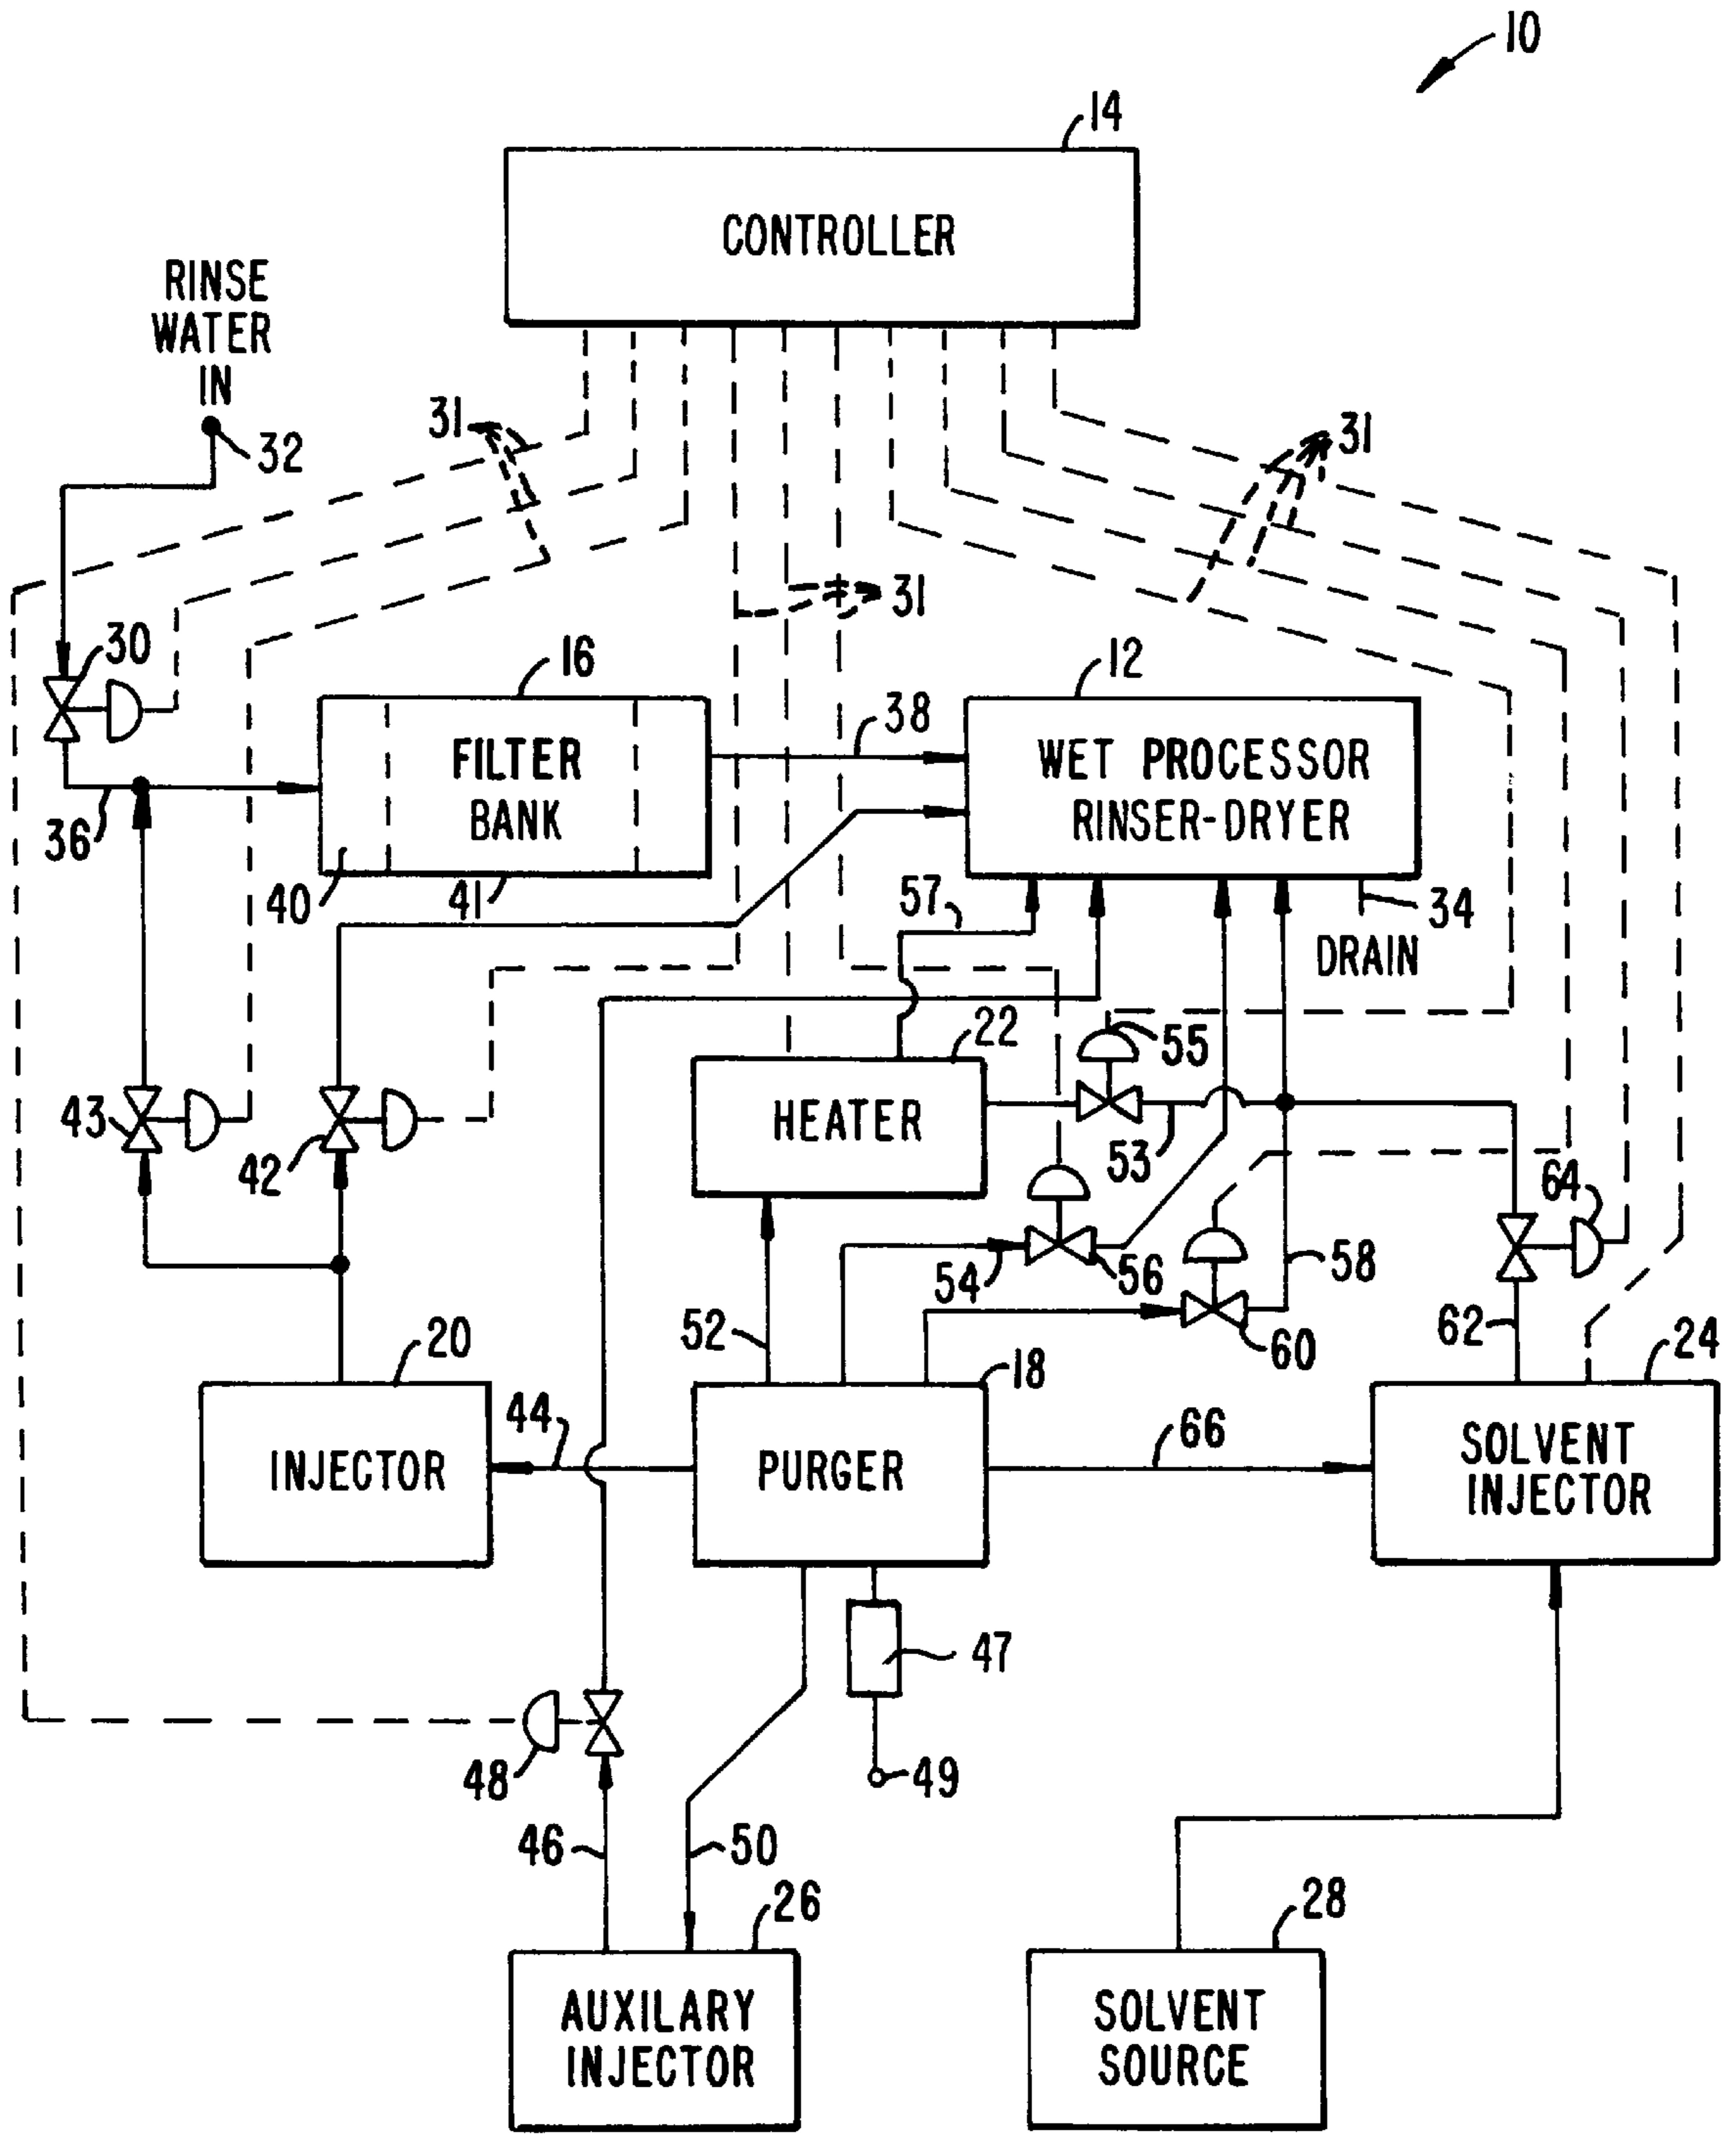 10
14
CONTROLLER
RINSE
WATER
IN
32
31
31
31
30
16
12
38
FILTER
BANK
WET PROCESSOR
RINSER-DRYER
36
40
41
57
34
DRAIN
22
55
43
42
HEATER
53
64
54
56
58
52
60
62
20
18
24
44
66
INJECTOR
PURGER
SOLVENT
INJECTOR
47
48
49
46
50
26
28
AUXILARY
INJECTOR
SOLVENT
SOURCE